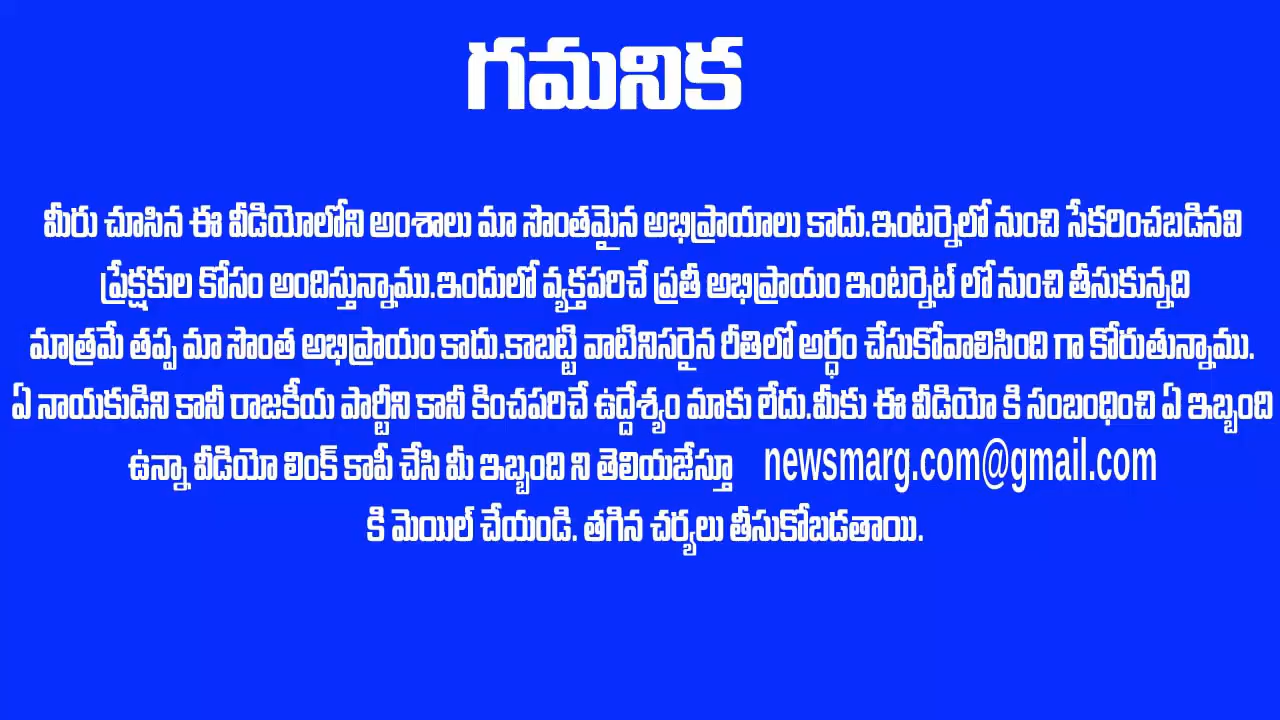 గమనిక
మీరు చూసిన ఈ వీడియోలోని అంశాలు మా సొంతమైన అభిప్రాయాలు కాదు.ఇంటర్నెలో నుంచి సేకరించబడినవి
ప్రేక్షకుల కోసం అందిస్తున్నాము.ఇందులో వ్యక్తపరిచే ప్రతీ అభిప్రాయం ఇంటర్నెట్ లో నుంచి తీసుకున్నది
మాత్రమే తప్ప మా సొంత అభిప్రాయం కాదు.కాబట్టి వాటినిసరైన రీతిలో అర్ధం చేసుకోవాలిసింది గా కోరుతున్నాము.
ఏ నాయకుడిని కానీ రాజకీయ పార్టీని కానీ కించపరిచే ఉద్దేశ్యం మాకు లేదు.మీకు ఈ వీడియో కి సంబంధించి ఏ ఇబ్బంది
ఉన్నా వీడియో లింక్ కాపీ చేసి మీ ఇబ్బంది ని తెలియజేస్తూ newsmarg.com@gmail.com
కి మెయిల్ చేయండి. తగిన చర్యలు తీసుకోబడతాయి.